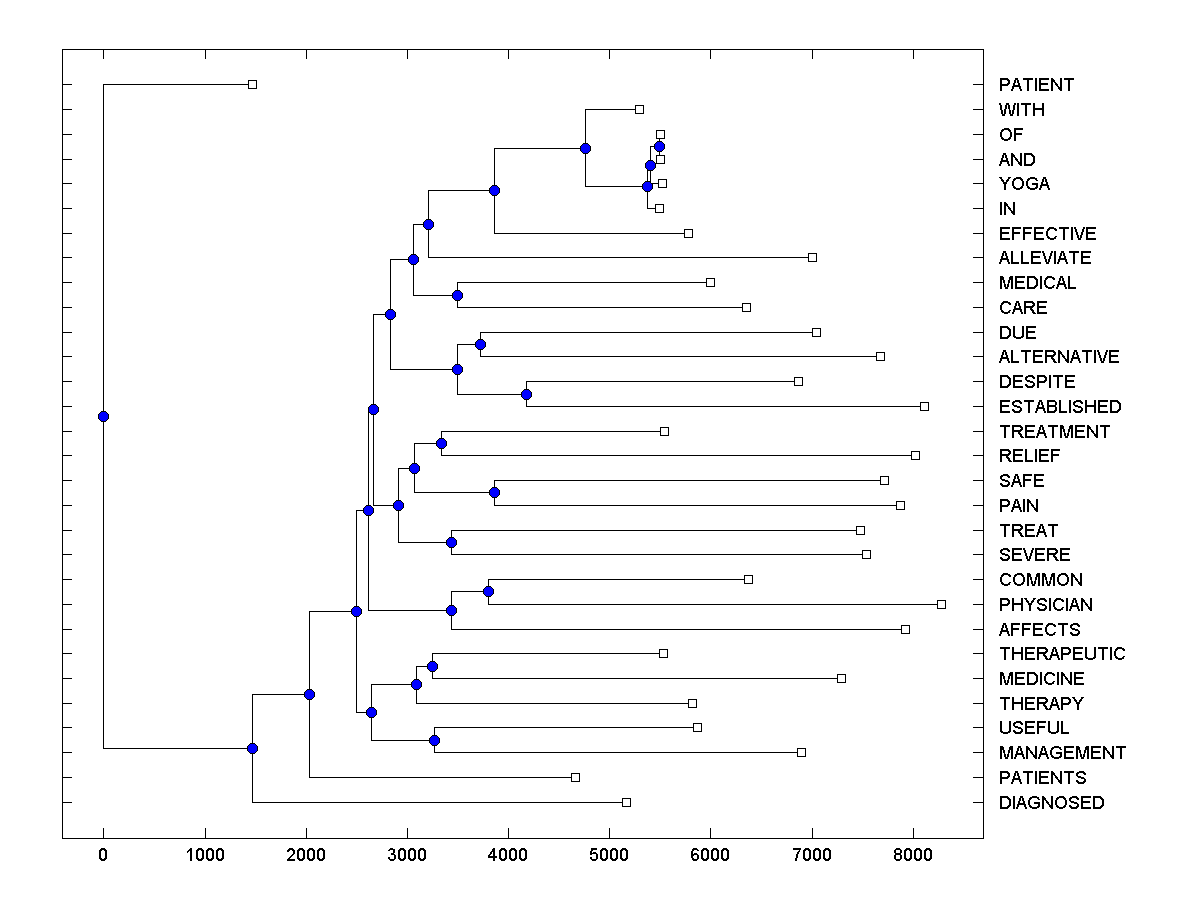 PATIENT
WITH
OF
AND
YOGA
IN
EFFECTIVE
ALLEVIATE
MEDICAL
CARE
DUE
ALTERNATIVE
DESPITE
ESTABLISHED
TREATMENT
RELIEF
SAFE
PAIN
TREAT
SEVERE
COMMON
PHYSICIAN
AFFECTS
THERAPEUTIC
MEDICINE
THERAPY
USEFUL
MANAGEMENT
PATIENTS
DIAGNOSED
0 1000 2000 3000 4000 5000 6000 7000 8000